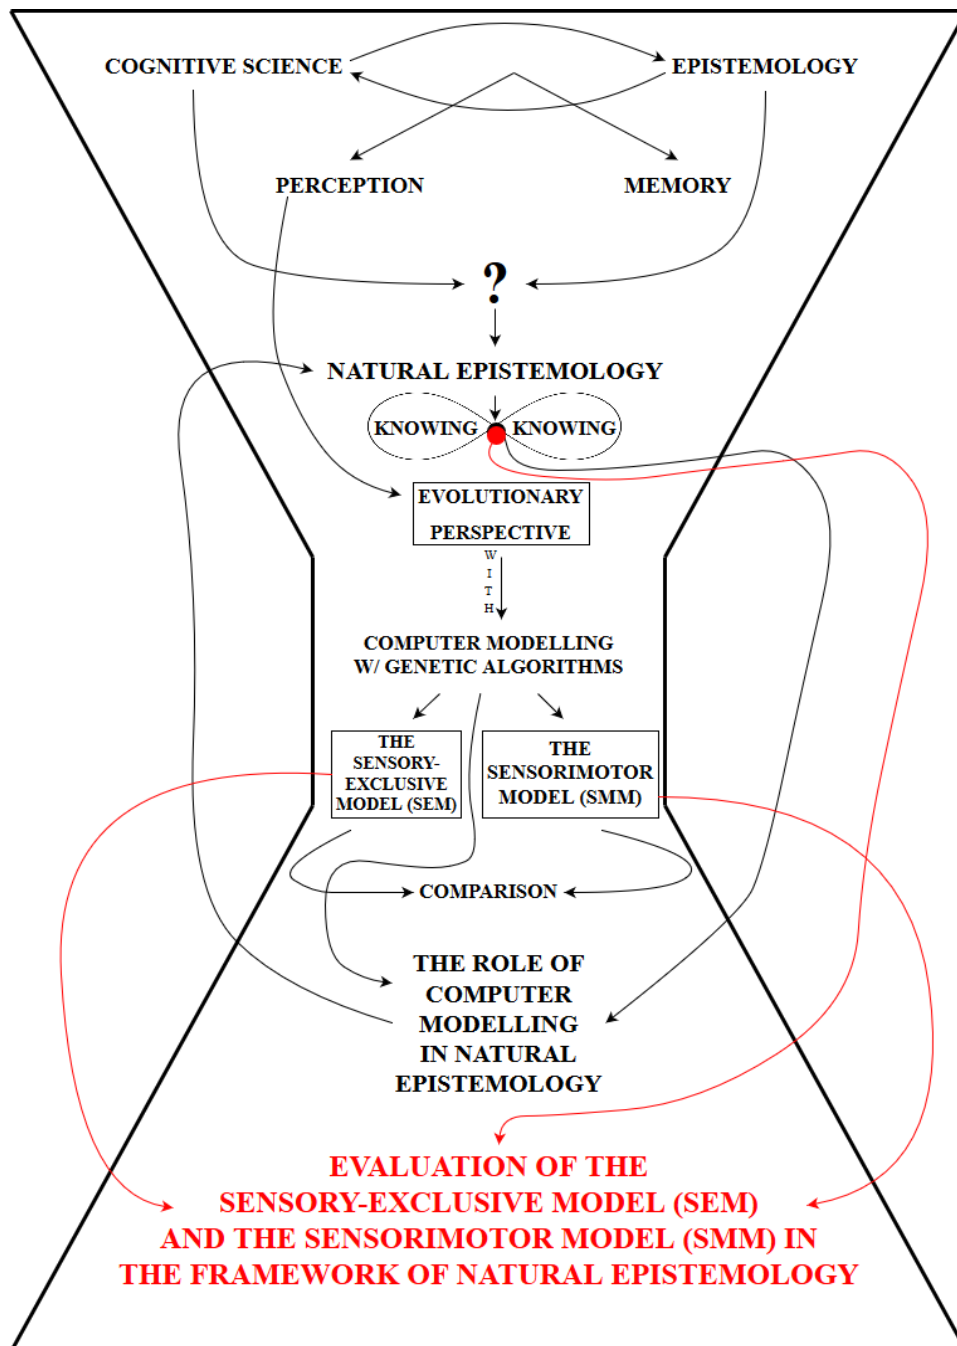 COGNITIVE SCIENCE
EPISTEMOLOGY
PERCEPTION
MEMORY
?
NATURAL EPISTEMOLOGY
KNOWING
KNOWING
EVOLUTIONARY
PERSPECTIVE
W
I
T
H
COMPUTER MODELLING
W/ GENETIC ALGORITHMS
THE
SENSORY-
EXCLUSIVE
MODEL (SEM)
THE
SENSORIMOTOR
MODEL (SMM)
COMPARISON
THE ROLE OF
COMPUTER
MODELLING
IN NATURAL
EPISTEMOLOGY
EVALUATION OF THE
SENSORY-EXCLUSIVE MODEL (SEM)
AND THE SENSORIMOTOR MODEL (SMM) IN
THE FRAMEWORK OF NATURAL EPISTEMOLOGY